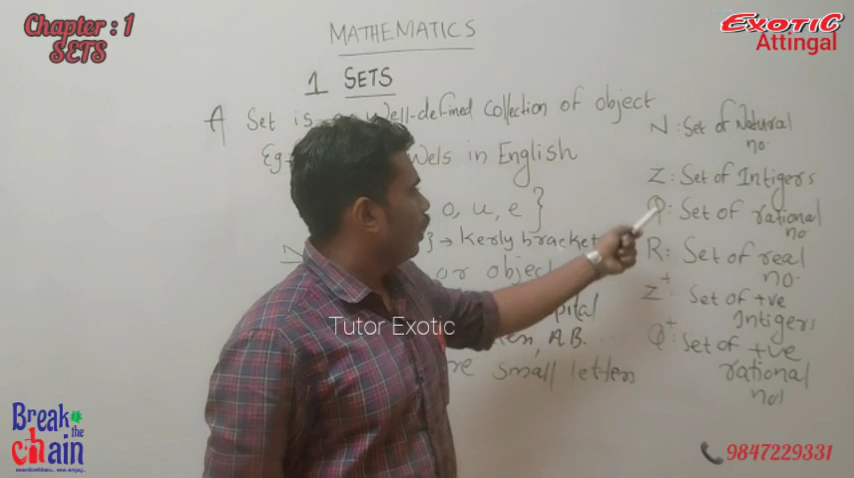 Chapter : 1
SETS
EXOTIC
Attingal
MATHEMATICS
1 SETS
A Set is Well-defined collection of object
Eg wels in English
o, u, e }
} → Kerly bracket
or object
pital
A B.
re small letters
N : Set of Natural
no.
Z : Set of Intigers
Q : Set of rational
no
R : Set of real
no.
Z+ : Set of +ve
Intigers
Q+ : Set of +ve
rational
no
Tutor Exotic
Break
the
chain
9847229331